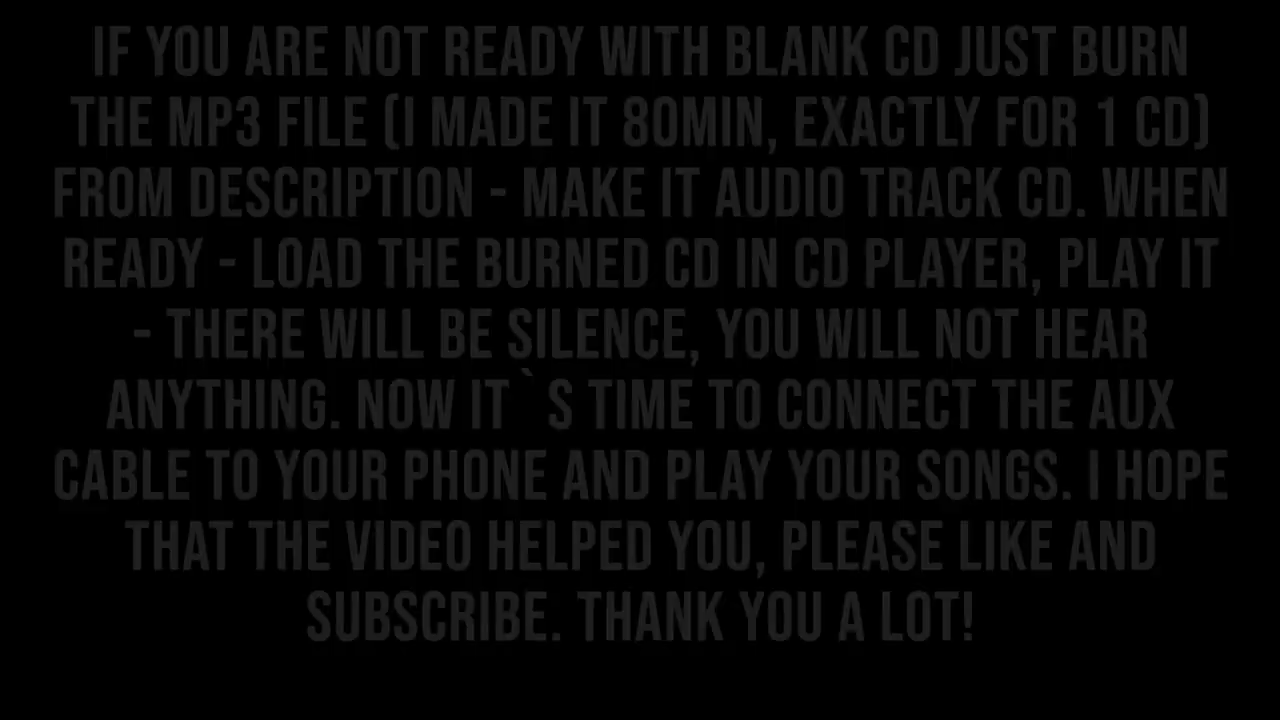 IF YOU ARE NOT READY WITH BLANK CD JUST BURN
THE MP3 FILE (I MADE IT 80MIN, EXACTLY FOR 1 CD)
FROM DESCRIPTION - MAKE IT AUDIO TRACK CD. WHEN
READY - LOAD THE BURNED CD IN CD PLAYER, PLAY IT
- THERE WILL BE SILENCE, YOU WILL NOT HEAR
ANYTHING. NOW IT`S TIME TO CONNECT THE AUX
CABLE TO YOUR PHONE AND PLAY YOUR SONGS. I HOPE
THAT THE VIDEO HELPED YOU, PLEASE LIKE AND
SUBSCRIBE. THANK YOU A LOT!